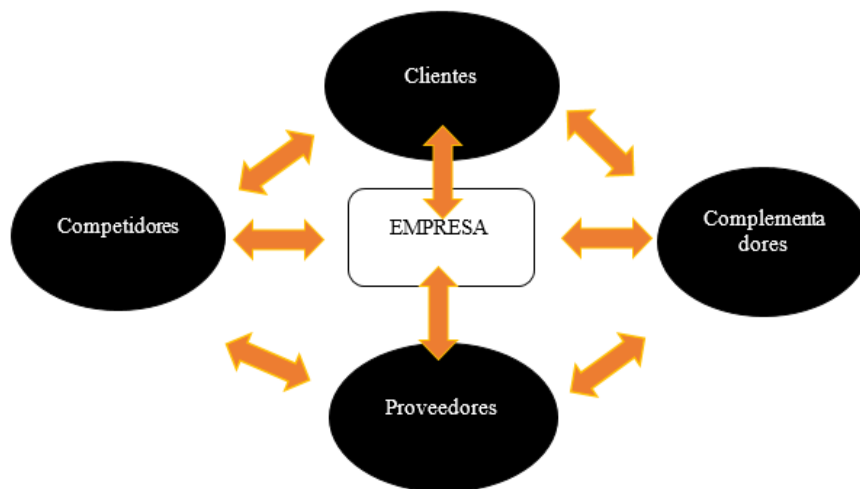 Clientes
Competidores
EMPRESA
Complementa
dores
Proveedores